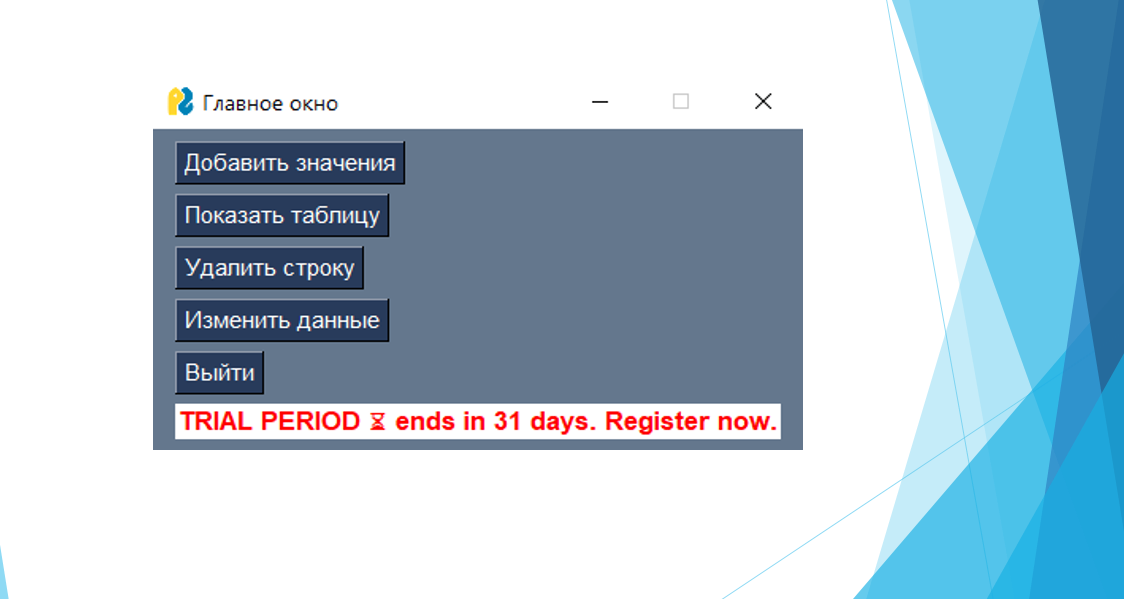 Главное окно
Добавить значения
Показать таблицу
Удалить строку
Изменить данные
Выйти
TRIAL PERIOD ⏳ ends in 31 days. Register now.